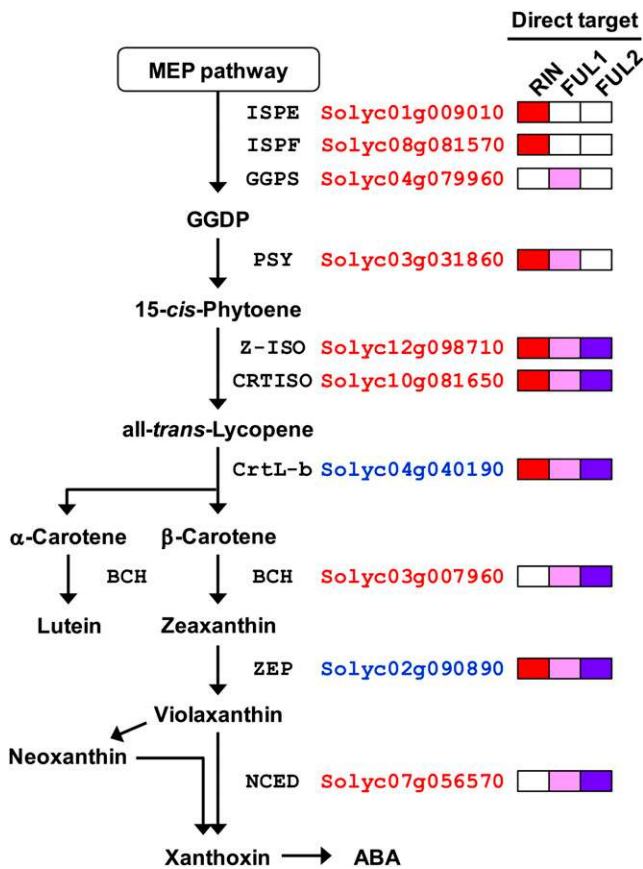 Direct target
RIN FUL1 FUL2
MEP pathway
ISPE Solyc01g009010
ISPF Solyc08g081570
GGPS Solyc04g079960
GGDP
PSY Solyc03g031860
15-cis-Phytoene
Z-ISO Solyc12g098710
CRTISO Solyc10g081650
all-trans-Lycopene
CrtL-b Solyc04g040190
α-Carotene β-Carotene
BCH BCH Solyc03g007960
Lutein Zeaxanthin
ZEP Solyc02g090890
Violaxanthin
Neoxanthin
NCED Solyc07g056570
Xanthoxin ABA